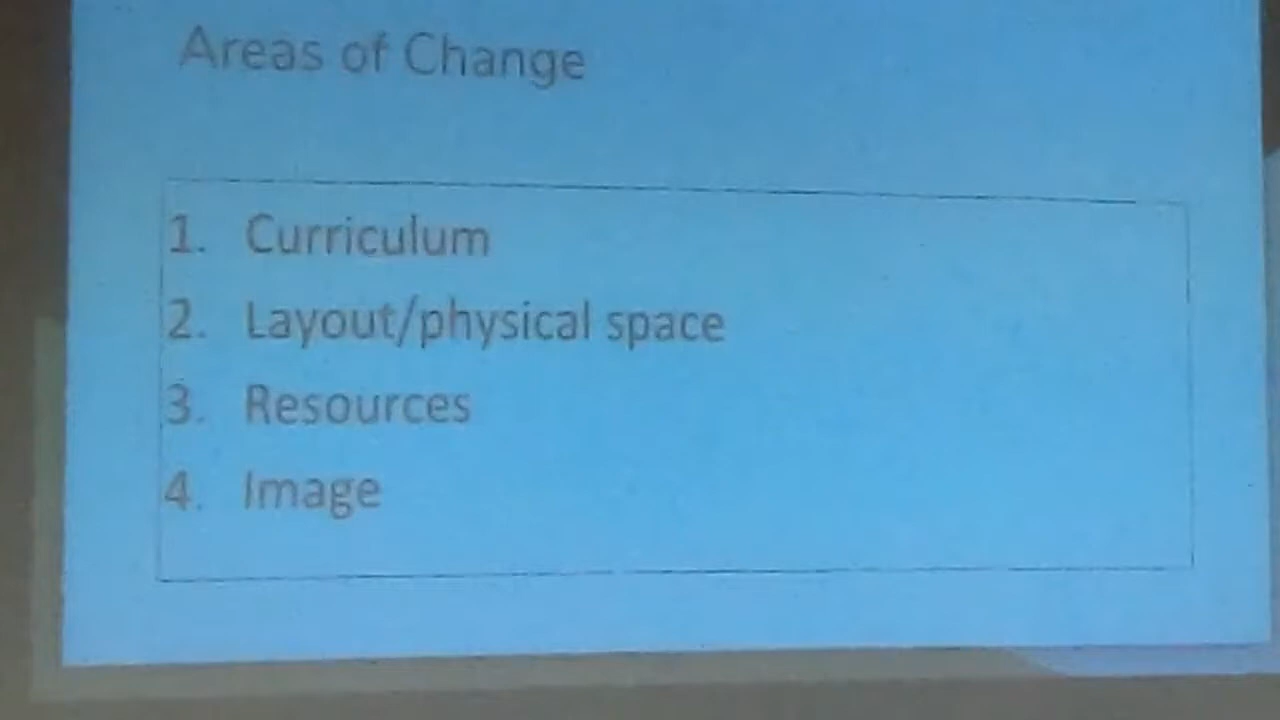 Areas of Change
1. Curriculum
2. Layout/physical space
3. Resources
4. Image